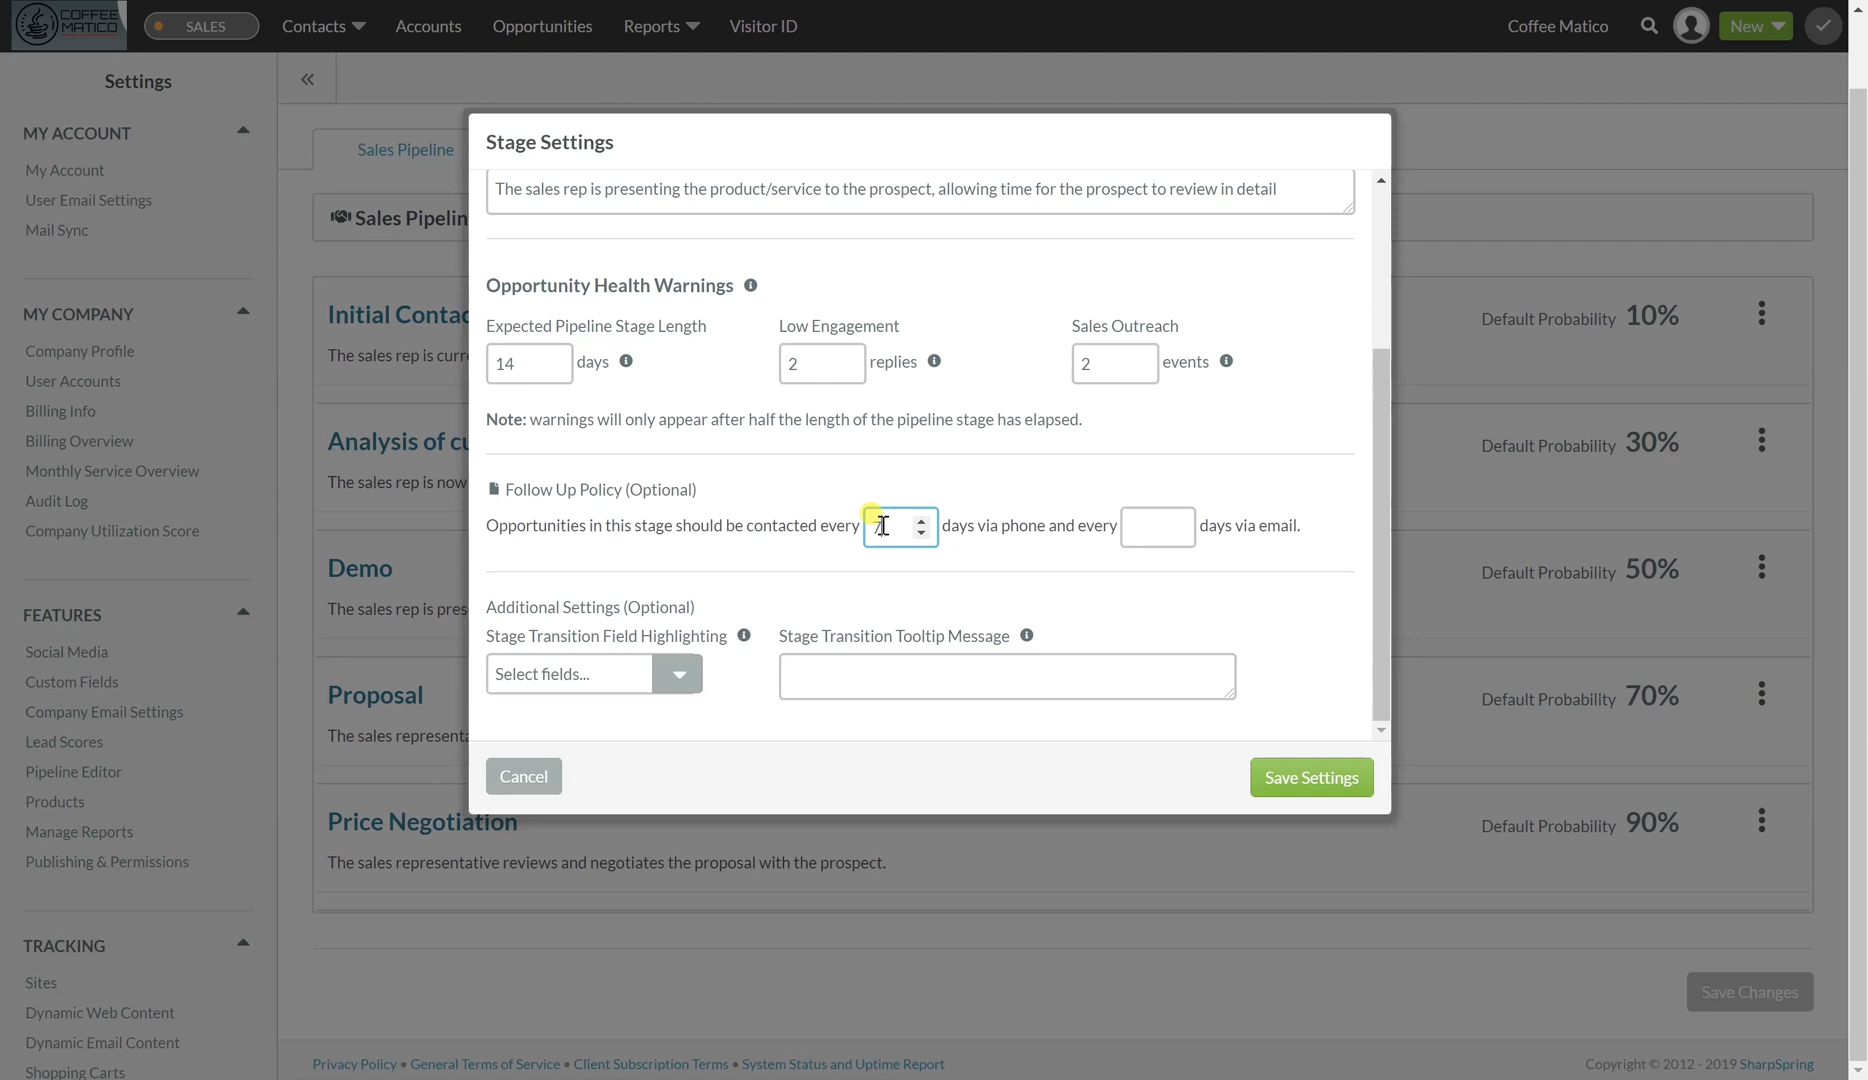 COFFEE
MATICO
SALES
Contacts
Accounts
Opportunities
Reports
Visitor ID
Coffee Matico
New
Settings
MY ACCOUNT
My Account
User Email Settings
Mail Sync
MY COMPANY
Company Profile
User Accounts
Billing Info
Billing Overview
Monthly Service Overview
Audit Log
Company Utilization Score
FEATURES
Social Media
Custom Fields
Company Email Settings
Lead Scores
Pipeline Editor
Products
Manage Reports
Publishing & Permissions
TRACKING
Sites
Dynamic Web Content
Dynamic Email Content
Shopping Carts
Sales Pipeline
Sales Pipelin
Initial Contac
The sales rep is curre
Default Probability 10%
Analysis of cu
The sales rep is now
Default Probability 30%
Demo
The sales rep is pres
Default Probability 50%
Proposal
The sales representa
Default Probability 70%
Price Negotiation
The sales representative reviews and negotiates the proposal with the prospect.
Default Probability 90%
Stage Settings
The sales rep is presenting the product/service to the prospect, allowing time for the prospect to review in detail
Opportunity Health Warnings
Expected Pipeline Stage Length
14 days
Low Engagement
2 replies
Sales Outreach
2 events
Note: warnings will only appear after half the length of the pipeline stage has elapsed.
Follow Up Policy (Optional)
Opportunities in this stage should be contacted every 7 days via phone and every days via email.
Additional Settings (Optional)
Stage Transition Field Highlighting
Select fields...
Stage Transition Tooltip Message
Cancel
Save Settings
Save Changes
Privacy Policy • General Terms of Service • Client Subscription Terms • System Status and Uptime Report
Copyright © 2012 - 2019 SharpSpring